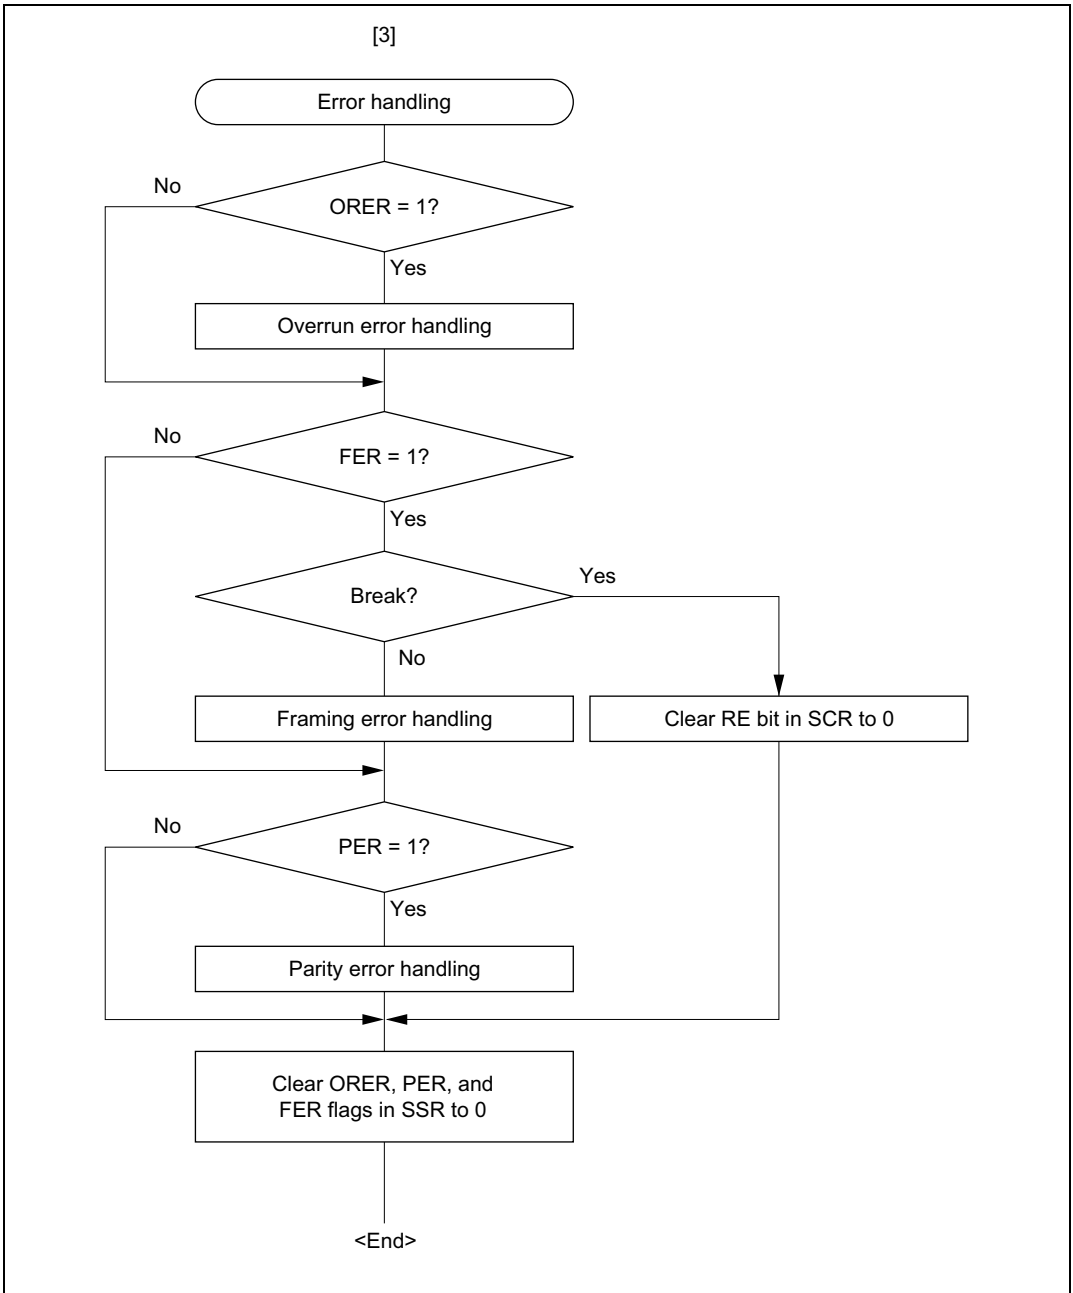 [3]
Error handling
No
ORER = 1?
Yes
Overrun error handling
No
FER = 1?
Yes
Break?
Yes
No
Framing error handling
Clear RE bit in SCR to 0
No
PER = 1?
Yes
Parity error handling
Clear ORER, PER, and
FER flags in SSR to 0
<End>